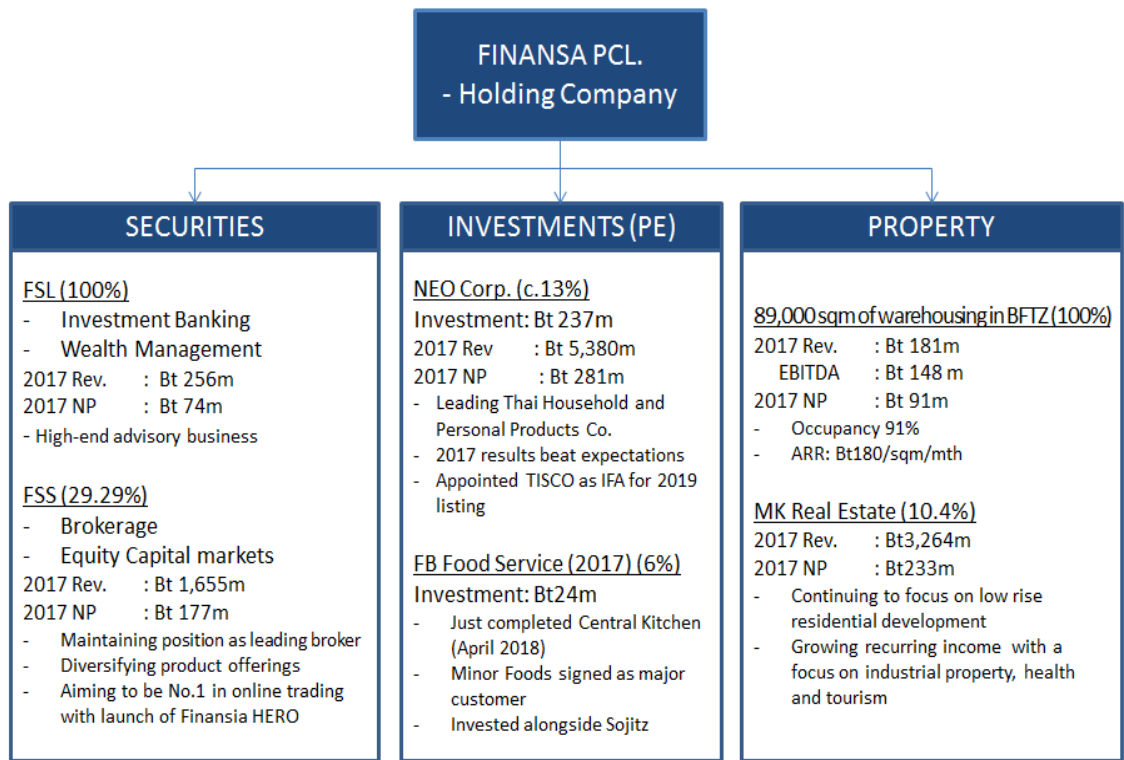 FINANSA PCL.
- Holding Company
SECURITIES
FSL (100%)
- Investment Banking
- Wealth Management
2017 Rev. : Bt 256m
2017 NP : Bt 74m
- High-end advisory business
FSS (29.29%)
- Brokerage
- Equity Capital markets
2017 Rev. : Bt 1,655m
2017 NP : Bt 177m
- Maintaining position as leading broker
- Diversifying product offerings
- Aiming to be No.1 in online trading
with launch of Finansia HERO
INVESTMENTS (PE)
NEO Corp. (c.13%)
Investment: Bt 237m
2017 Rev : Bt 5,380m
2017 NP : Bt 281m
- Leading Thai Household and
Personal Products Co.
- 2017 results beat expectations
- Appointed TISCO as IFA for 2019
listing
FB Food Service (2017) (6%)
Investment: Bt24m
- Just completed Central Kitchen
(April 2018)
- Minor Foods signed as major
customer
- Invested alongside Sojitz
PROPERTY
89,000 sqm of warehousing in BFTZ (100%)
2017 Rev. : Bt 181m
EBITDA : Bt 148 m
2017 NP : Bt 91m
- Occupancy 91%
- ARR: Bt180/sqm/mth
MK Real Estate (10.4%)
2017 Rev. : Bt3,264m
2017 NP : Bt233m
- Continuing to focus on low rise
residential development
- Growing recurring income with a
focus on industrial property, health
and tourism